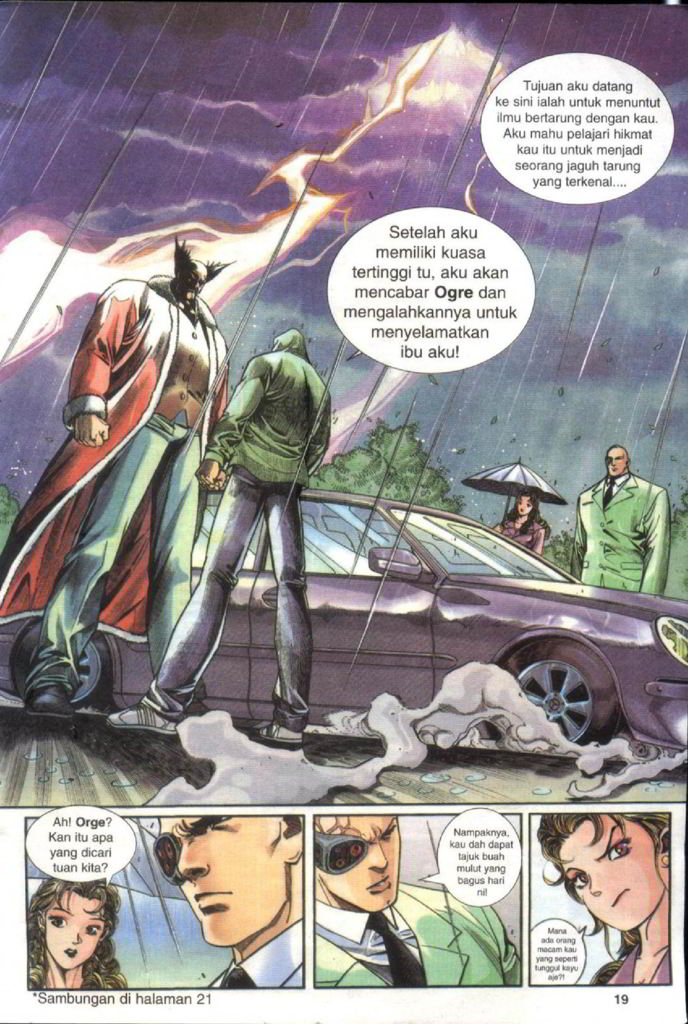 Tujuan aku datang
ke sini ialah untuk menuntut
ilmu bertarung dengan kau.
Aku mahu pelajari hikmat
kau itu untuk menjadi
seorang jaguh tarung
yang terkenal....
Setelah aku
memiliki kuasa
tertinggi tu, aku akan
mencabar Ogre dan
mengalahkannya untuk
menyelamatkan
ibu aku!
Ah! Orge?
Kan itu apa
yang dicari
tuan kita?
Nampaknya,
kau dah dapat
tajuk buah
mulut yang
bagus hari
ni!
Mana
ada orang
macam kau
yang seperti
tunggul kayu
aje?!
*Sambungan di halaman 21
19